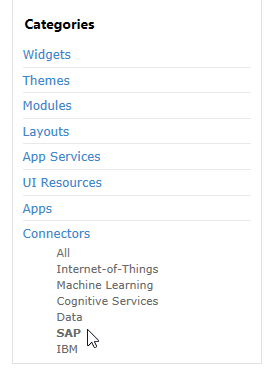 Categories
Widgets
Themes
Modules
Layouts
App Services
UI Resources
Apps
Connectors
All
Internet-of-Things
Machine Learning
Cognitive Services
Data
SAP
IBM